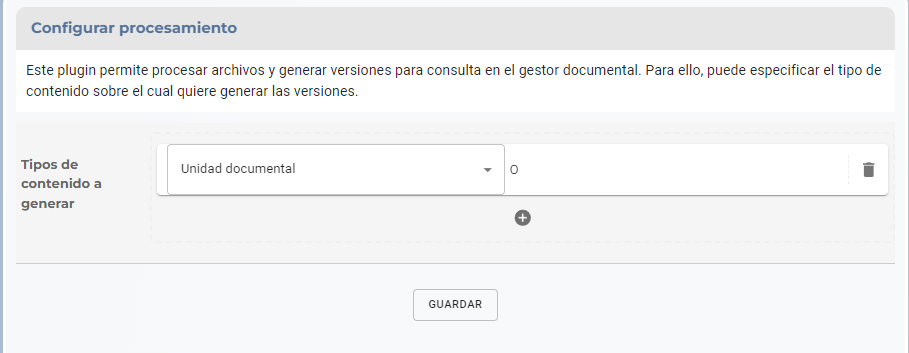 Configurar procesamiento
Este plugin permite procesar archivos y generar versiones para consulta en el gestor documental. Para ello, puede especificar el tipo de
contenido sobre el cual quiere generar las versiones.
Tipos de
contenido a
generar
Unidad documental
O
GUARDAR